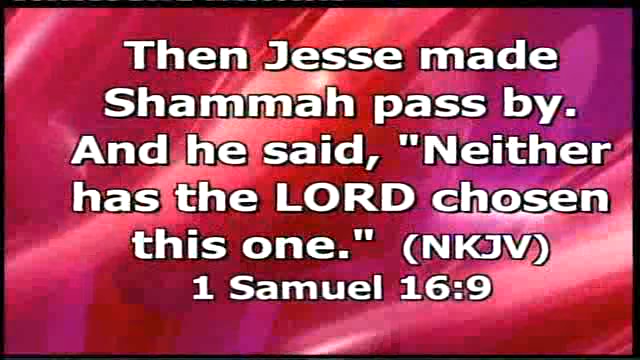 Then Jesse made
Shammah pass by.
And he said, "Neither
has the LORD chosen
this one." (NKJV)
1 Samuel 16:9